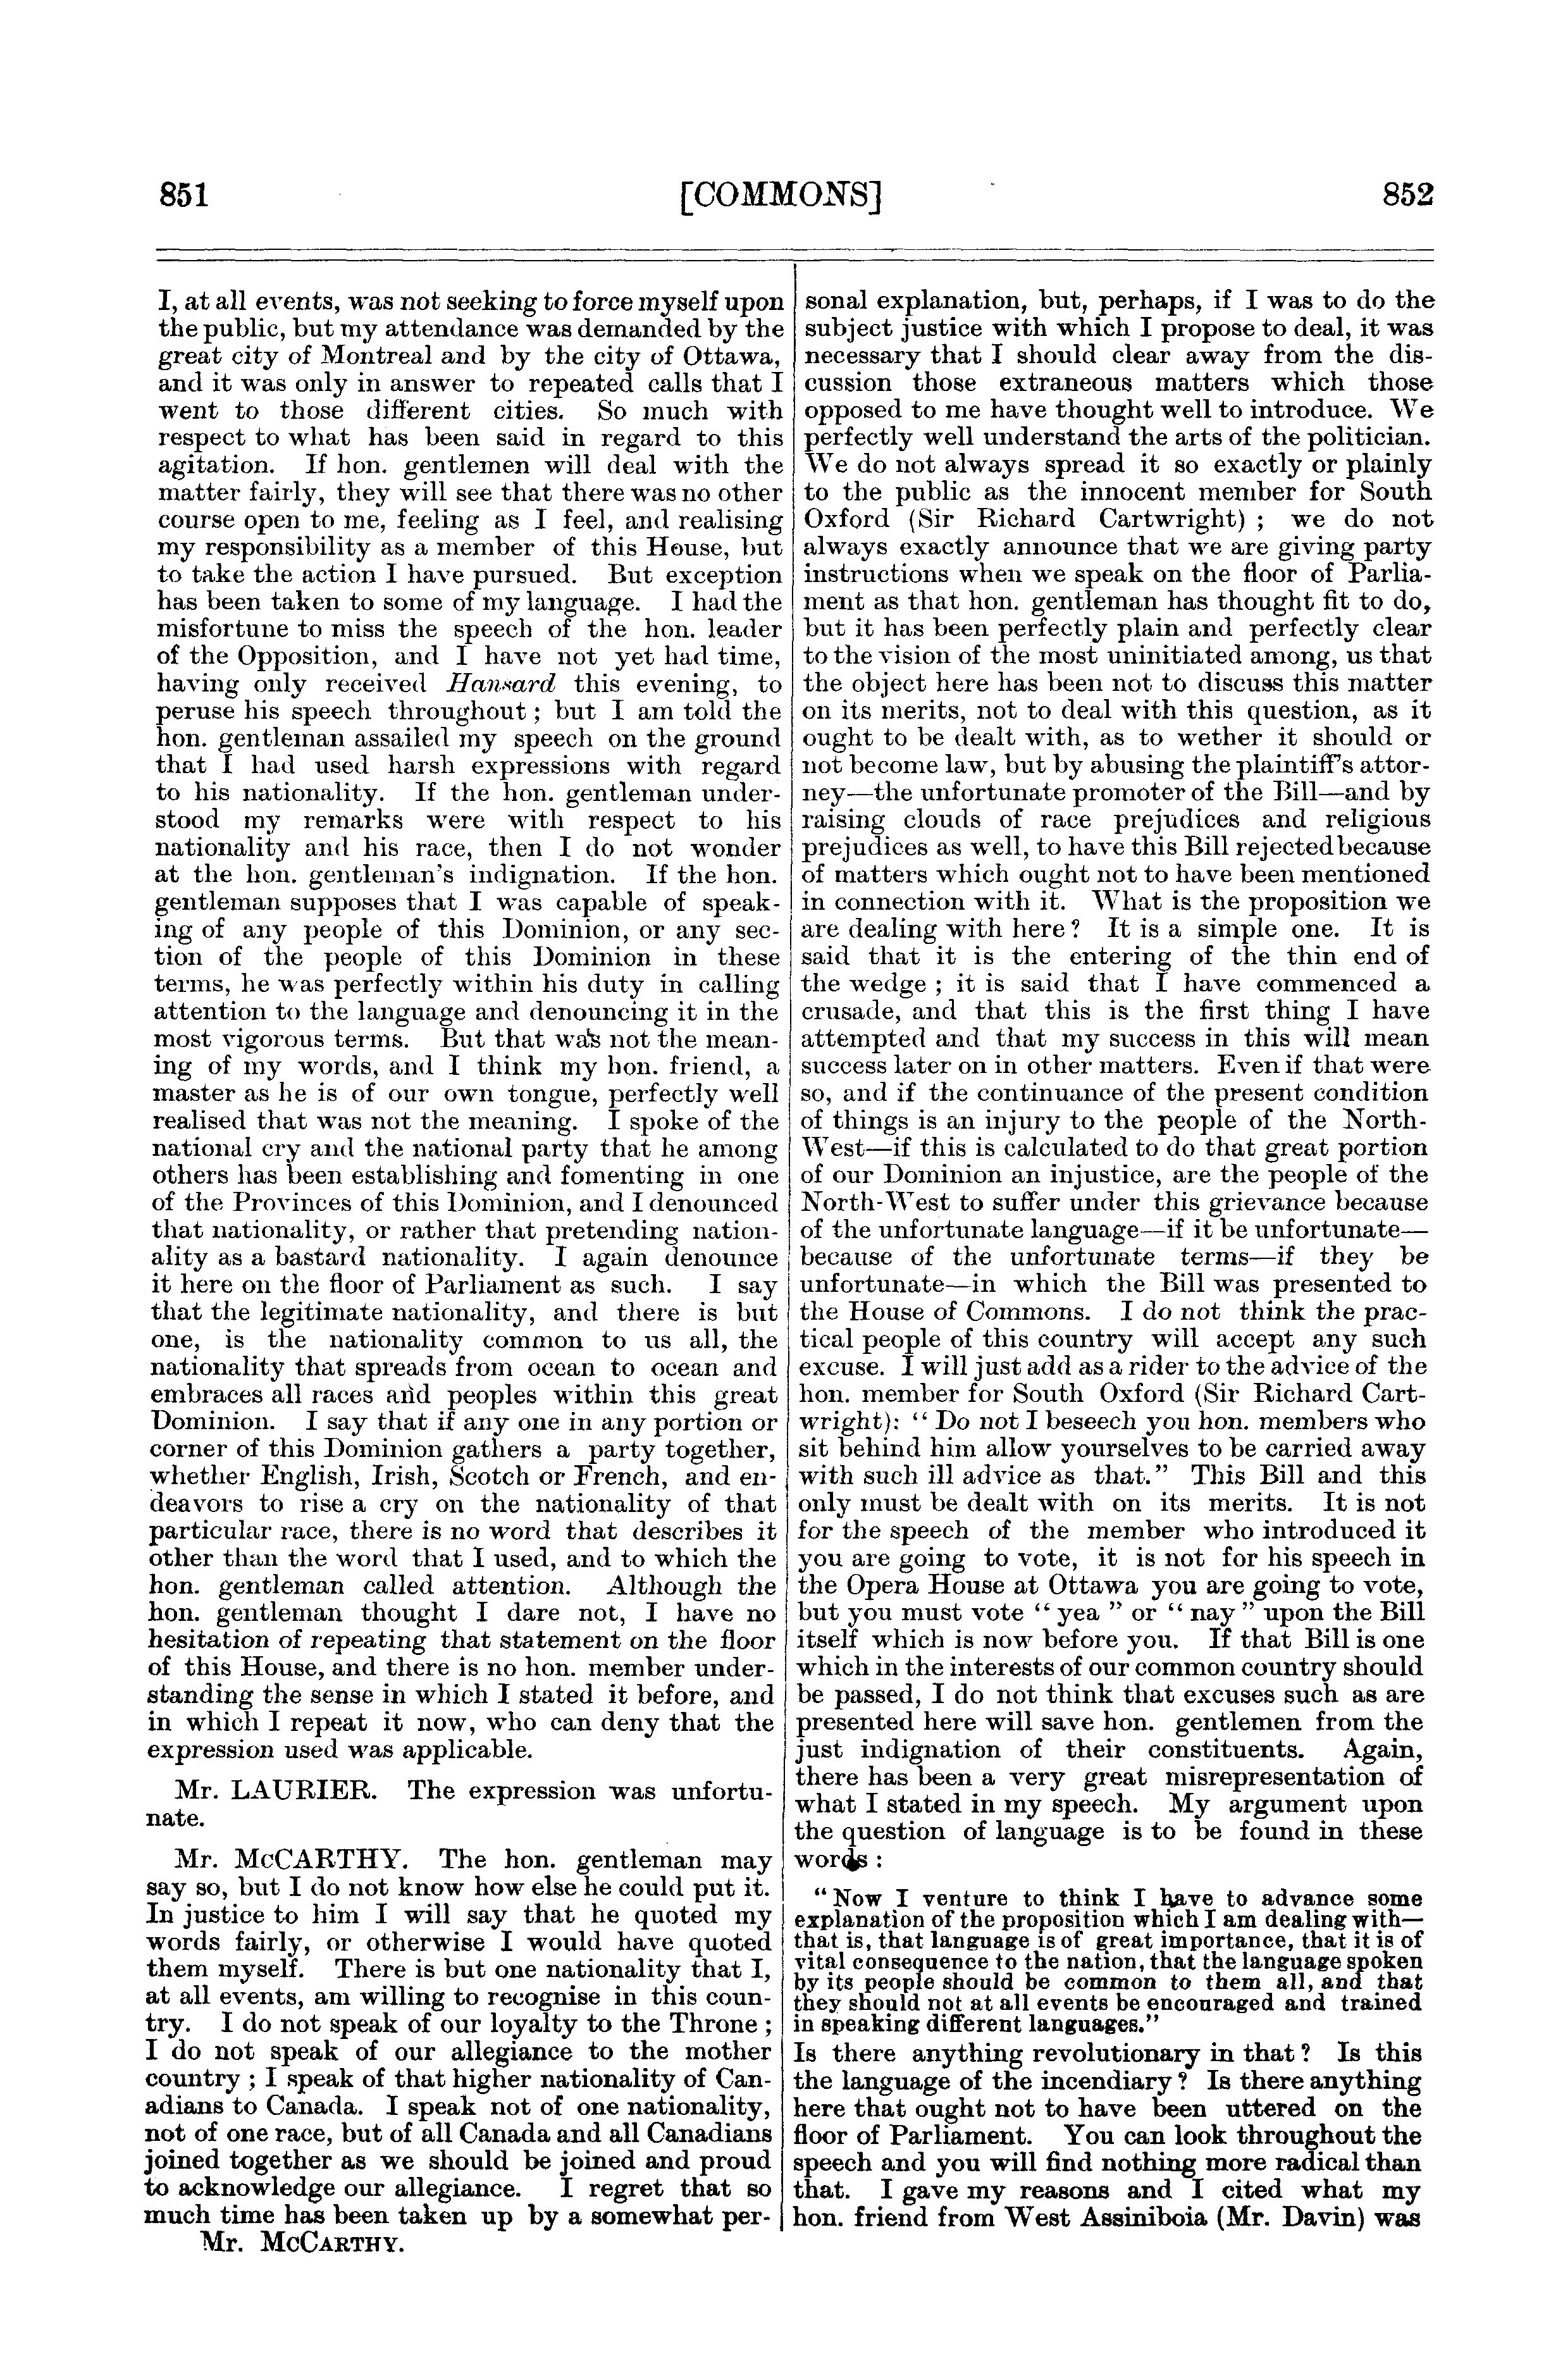 851 [COMMONS] 852
I, at all events, was not seeking to force myself upon
the public, but my attendance was demanded by the
great city of Montreal and by the city of Ottawa,
and it was only in answer to repeated calls that I
went to those different cities. So much with
respect to what has been said in regard to this
agitation. If hon. gentlemen will deal with the
matter fairly, they will see that there was no other
course open to me, feeling as I feel, and realising
my responsibility as a member of this House, but
to take the action I have pursued. But exception
has been taken to some of my language. I had the
misfortune to miss the speech of the hon. leader
of the Opposition, and I have not yet had time,
having only received Hansard this evening, to
peruse his speech throughout; but I am told the
hon. gentleman assailed my speech on the ground
that I had used harsh expressions with regard
to his nationality. If the hon. gentleman under-
stood my remarks were with respect to his
nationality and his race, then I do not wonder
at the hon. gentleman's indignation. If the hon.
gentleman supposes that I was capable of speak-
ing of any people of this Dominion, or any sec-
tion of the people of this Dominion in these
terms, he was perfectly within his duty in calling
attention to the language and denouncing it in the
most vigorous terms. But that was not the mean-
ing of my words, and I think my hon. friend, a
master as he is of our own tongue, perfectly well
realised that was not the meaning. I spoke of the
national cry and the national party that he among
others has been establishing and fomenting in one
of the Provinces of this Dominion, and I denounced
that nationality, or rather that pretending nation-
ality as a bastard nationality. I again denounce
it here on the floor of Parliament as such. I say
that the legitimate nationality, and there is but
one, is the nationality common to us all, the
nationality that spreads from ocean to ocean and
embraces all races and peoples within this great
Dominion. I say that if any one in any portion or
corner of this Dominion gathers a party together,
whether English, Irish, Scotch or French, and en-
deavors to rise a cry on the nationality of that
particular race, there is no word that describes it
other than the word that I used, and to which the
hon. gentleman called attention. Although the
hon. gentleman thought I dare not, I have no
hesitation of repeating that statement on the floor
of this House, and there is no hon. member under-
standing the sense in which I stated it before, and
in which I repeat it now, who can deny that the
expression used was applicable.
Mr. LAURIER. The expression was unfortu-
nate.
Mr. McCARTHY. The hon. gentleman may
say so, but I do not know how else he could put it.
In justice to him I will say that he quoted my
words fairly, or otherwise I would have quoted
them myself. There is but one nationality that I,
at all events, am willing to recognise in this coun-
try. I do not speak of our loyalty to the Throne;
I do not speak of our allegiance to the mother
country; I speak of that higher nationality of Can-
adians to Canada. I speak not of one nationality,
not of one race, but of all Canada and all Canadians
joined together as we should be joined and proud
to acknowledge our allegiance. I regret that so
much time has been taken up by a somewhat per-
Mr. McCARTHY.
sonal explanation, but, perhaps, if I was to do the
subject justice with which I propose to deal, it was
necessary that I should clear away from the dis-
cussion those extraneous matters which those
opposed to me have thought well to introduce. We
perfectly well understand the arts of the politician.
We do not always spread it so exactly or plainly
to the public as the innocent member for South
Oxford (Sir Richard Cartwright); we do not
always exactly announce that we are giving party
instructions when we speak on the floor of Parlia-
ment as that hon. gentleman has thought fit to do,
but it has been perfectly plain and perfectly clear
to the vision of the most uninitiated among, us that
the object here has been not to discuss this matter
on its merits, not to deal with this question, as it
ought to be dealt with, as to wether it should or
not become law, but by abusing the plaintiff's attor-
ney—the unfortunate promoter of the Bill—and by
raising clouds of race prejudices and religious
prejudices as well, to have this Bill rejected because
of matters which ought not to have been mentioned
in connection with it. What is the proposition we
are dealing with here? It is a simple one. It is
said that it is the entering of the thin end of
the wedge; it is said that I have commenced a
crusade, and that this is the first thing I have
attempted and that my success in this will mean
success later on in other matters. Even if that were
so, and if the continuance of the present condition
of things is an injury to the people of the North-
West—if this is calculated to do that great portion
of our Dominion an injustice, are the people of the
North-West to suffer under this grievance because
of the unfortunate language—if it be unfortunate—
because of the unfortunate terms—if they be
unfortunate—in which the Bill was presented to
the House of Commons. I do not think the prac-
tical people of this country will accept any such
excuse. I will just add as a rider to the advice of the
hon. member for South Oxford (Sir Richard Cart-
wright): "Do not I beseech you hon. members who
sit behind him allow yourselves to be carried away
with such ill advice as that." This Bill and this
only must be dealt with on its merits. It is not
for the speech of the member who introduced it
you are going to vote, it is not for his speech in
the Opera House at Ottawa you are going to vote,
but you must vote "yea" or "nay" upon the Bill
itself which is now before you. If that Bill is one
which in the interests of our common country should
be passed, I do not think that excuses such as are
presented here will save hon. gentlemen from the
just indignation of their constituents. Again,
there has been a very great misrepresentation of
what I stated in my speech. My argument upon
the question of language is to be found in these
words:
"Now I venture to think I have to advance some
explanation of the proposition which I am dealing with—
that is, that language is of great importance, that it is of
vital consequence to the nation, that the language spoken
by its people should be common to them all, and that
they should not at all events be encouraged and trained
in speaking different languages."
Is there anything revolutionary in that? Is this
the language of the incendiary? Is there anything
here that ought not to have been uttered on the
floor of Parliament. You can look throughout the
speech and you will find nothing more radical than
that. I gave my reasons and I cited what my
hon. friend from West Assiniboia (Mr. Davin) was